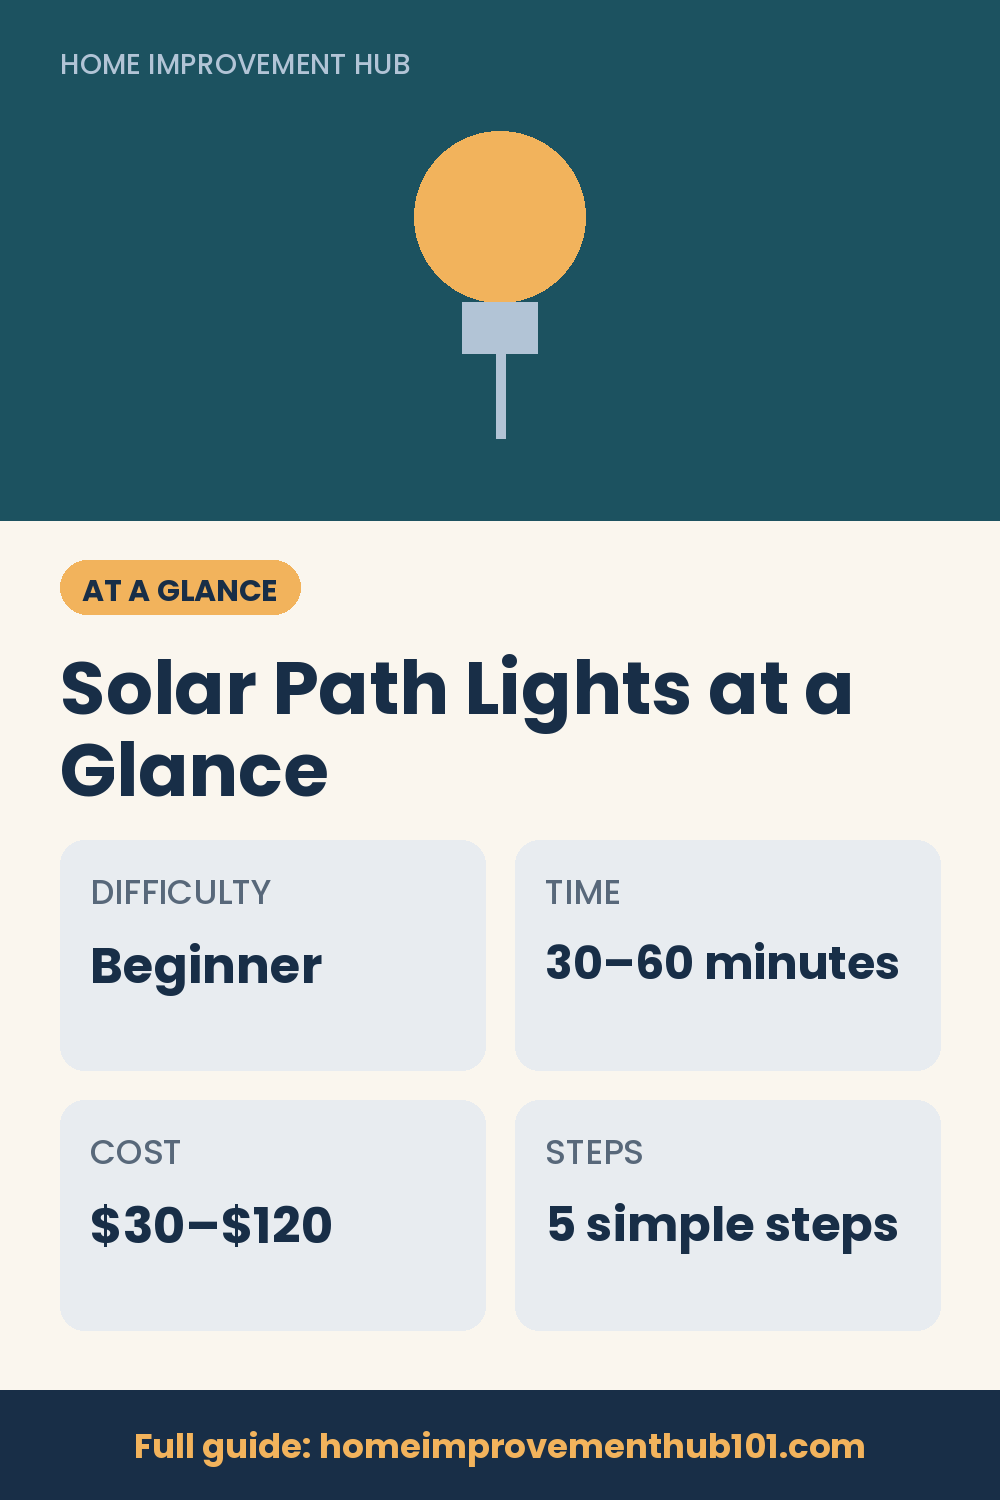 HOME IMPROVEMENT HUB
AT A GLANCE
Solar Path Lights at a
Glance
DIFFICULTY
Beginner
TIME
30–60 minutes
COST
$30–$120
STEPS
5 simple steps
Full guide: homeimprovementhub101.com